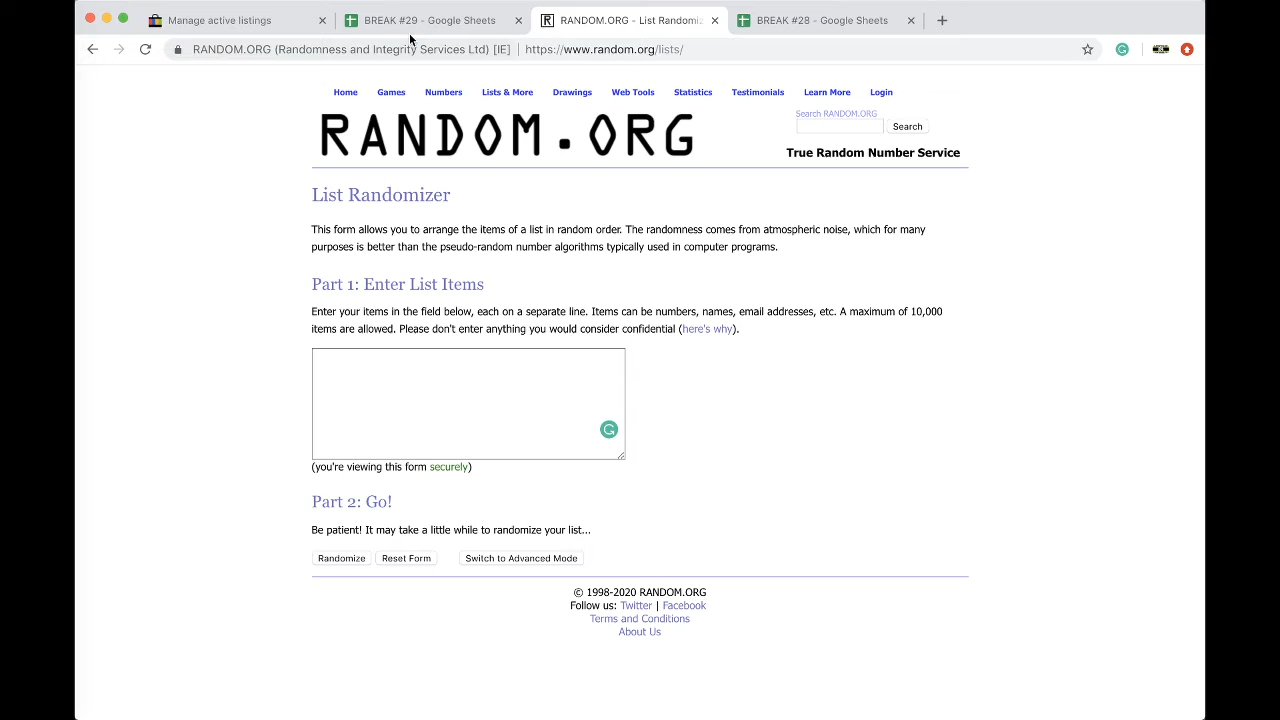 Manage active listings
BREAK #29 - Google Sheets
RANDOM.ORG - List Randomiz
BREAK #28 - Google Sheets
RANDOM.ORG (Randomness and Integrity Services Ltd) [IE] | https://www.random.org/lists/
Home Games Numbers Lists & More Drawings Web Tools Statistics Testimonials Learn More Login
RANDOM.ORG
Search RANDOM.ORG
Search
True Random Number Service
List Randomizer
This form allows you to arrange the items of a list in random order. The randomness comes from atmospheric noise, which for many
purposes is better than the pseudo-random number algorithms typically used in computer programs.
Part 1: Enter List Items
Enter your items in the field below, each on a separate line. Items can be numbers, names, email addresses, etc. A maximum of 10,000
items are allowed. Please don't enter anything you would consider confidential (here's why).
(you're viewing this form securely)
Part 2: Go!
Be patient! It may take a little while to randomize your list...
Randomize Reset Form Switch to Advanced Mode
© 1998-2020 RANDOM.ORG
Follow us: Twitter | Facebook
Terms and Conditions
About Us